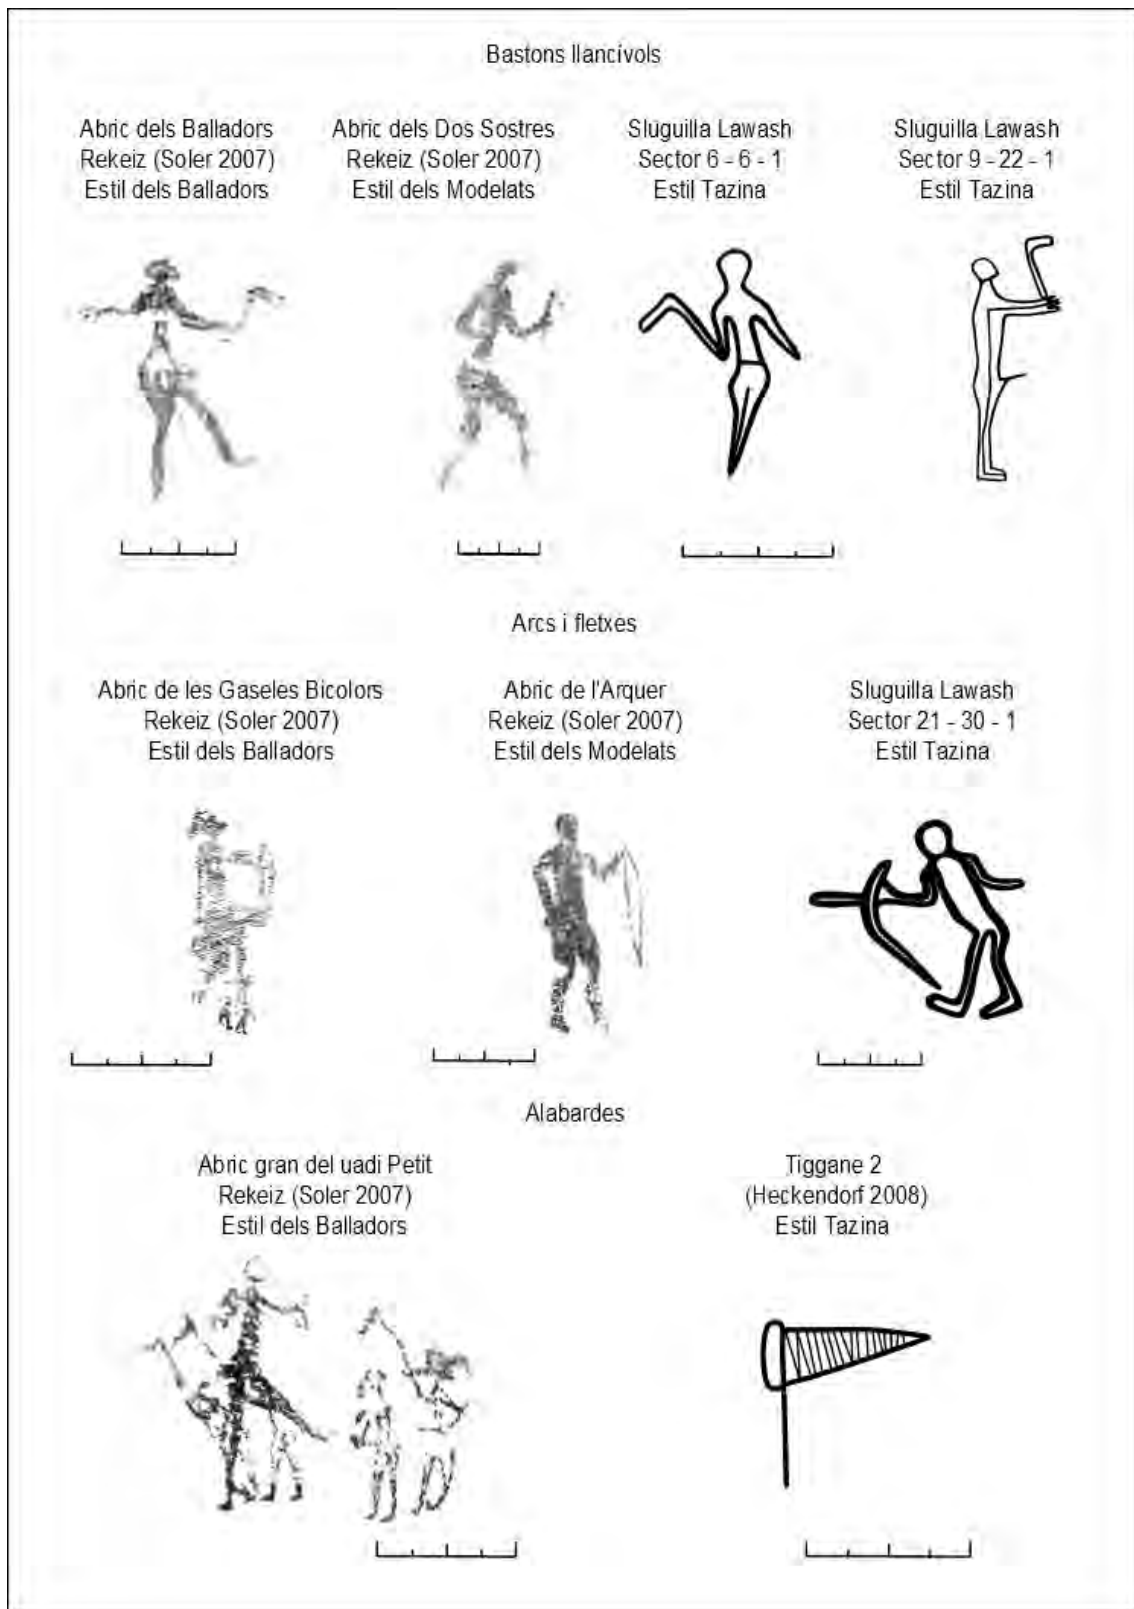 Bastons llancívols
Abric dels Balladors
Rekeiz (Soler 2007)
Estil dels Balladors
Abric dels Dos Sostres
Rekeiz (Soler 2007)
Estil dels Modelats
Sluguilla Lawash
Sector 6 - 6 - 1
Estil Tazina
Sluguilla Lawash
Sector 9 - 22 - 1
Estil Tazina
Arcs i fletxes
Abric de les Gaseles Bicolors
Rekeiz (Soler 2007)
Estil dels Balladors
Abric de l'Arquer
Rekeiz (Soler 2007)
Estil dels Modelats
Sluguilla Lawash
Sector 21 - 30 - 1
Estil Tazina
Alabardes
Abric gran del uadi Petit
Rekeiz (Soler 2007)
Estil dels Balladors
Tiggane 2
(Heckendorf 2008)
Estil Tazina